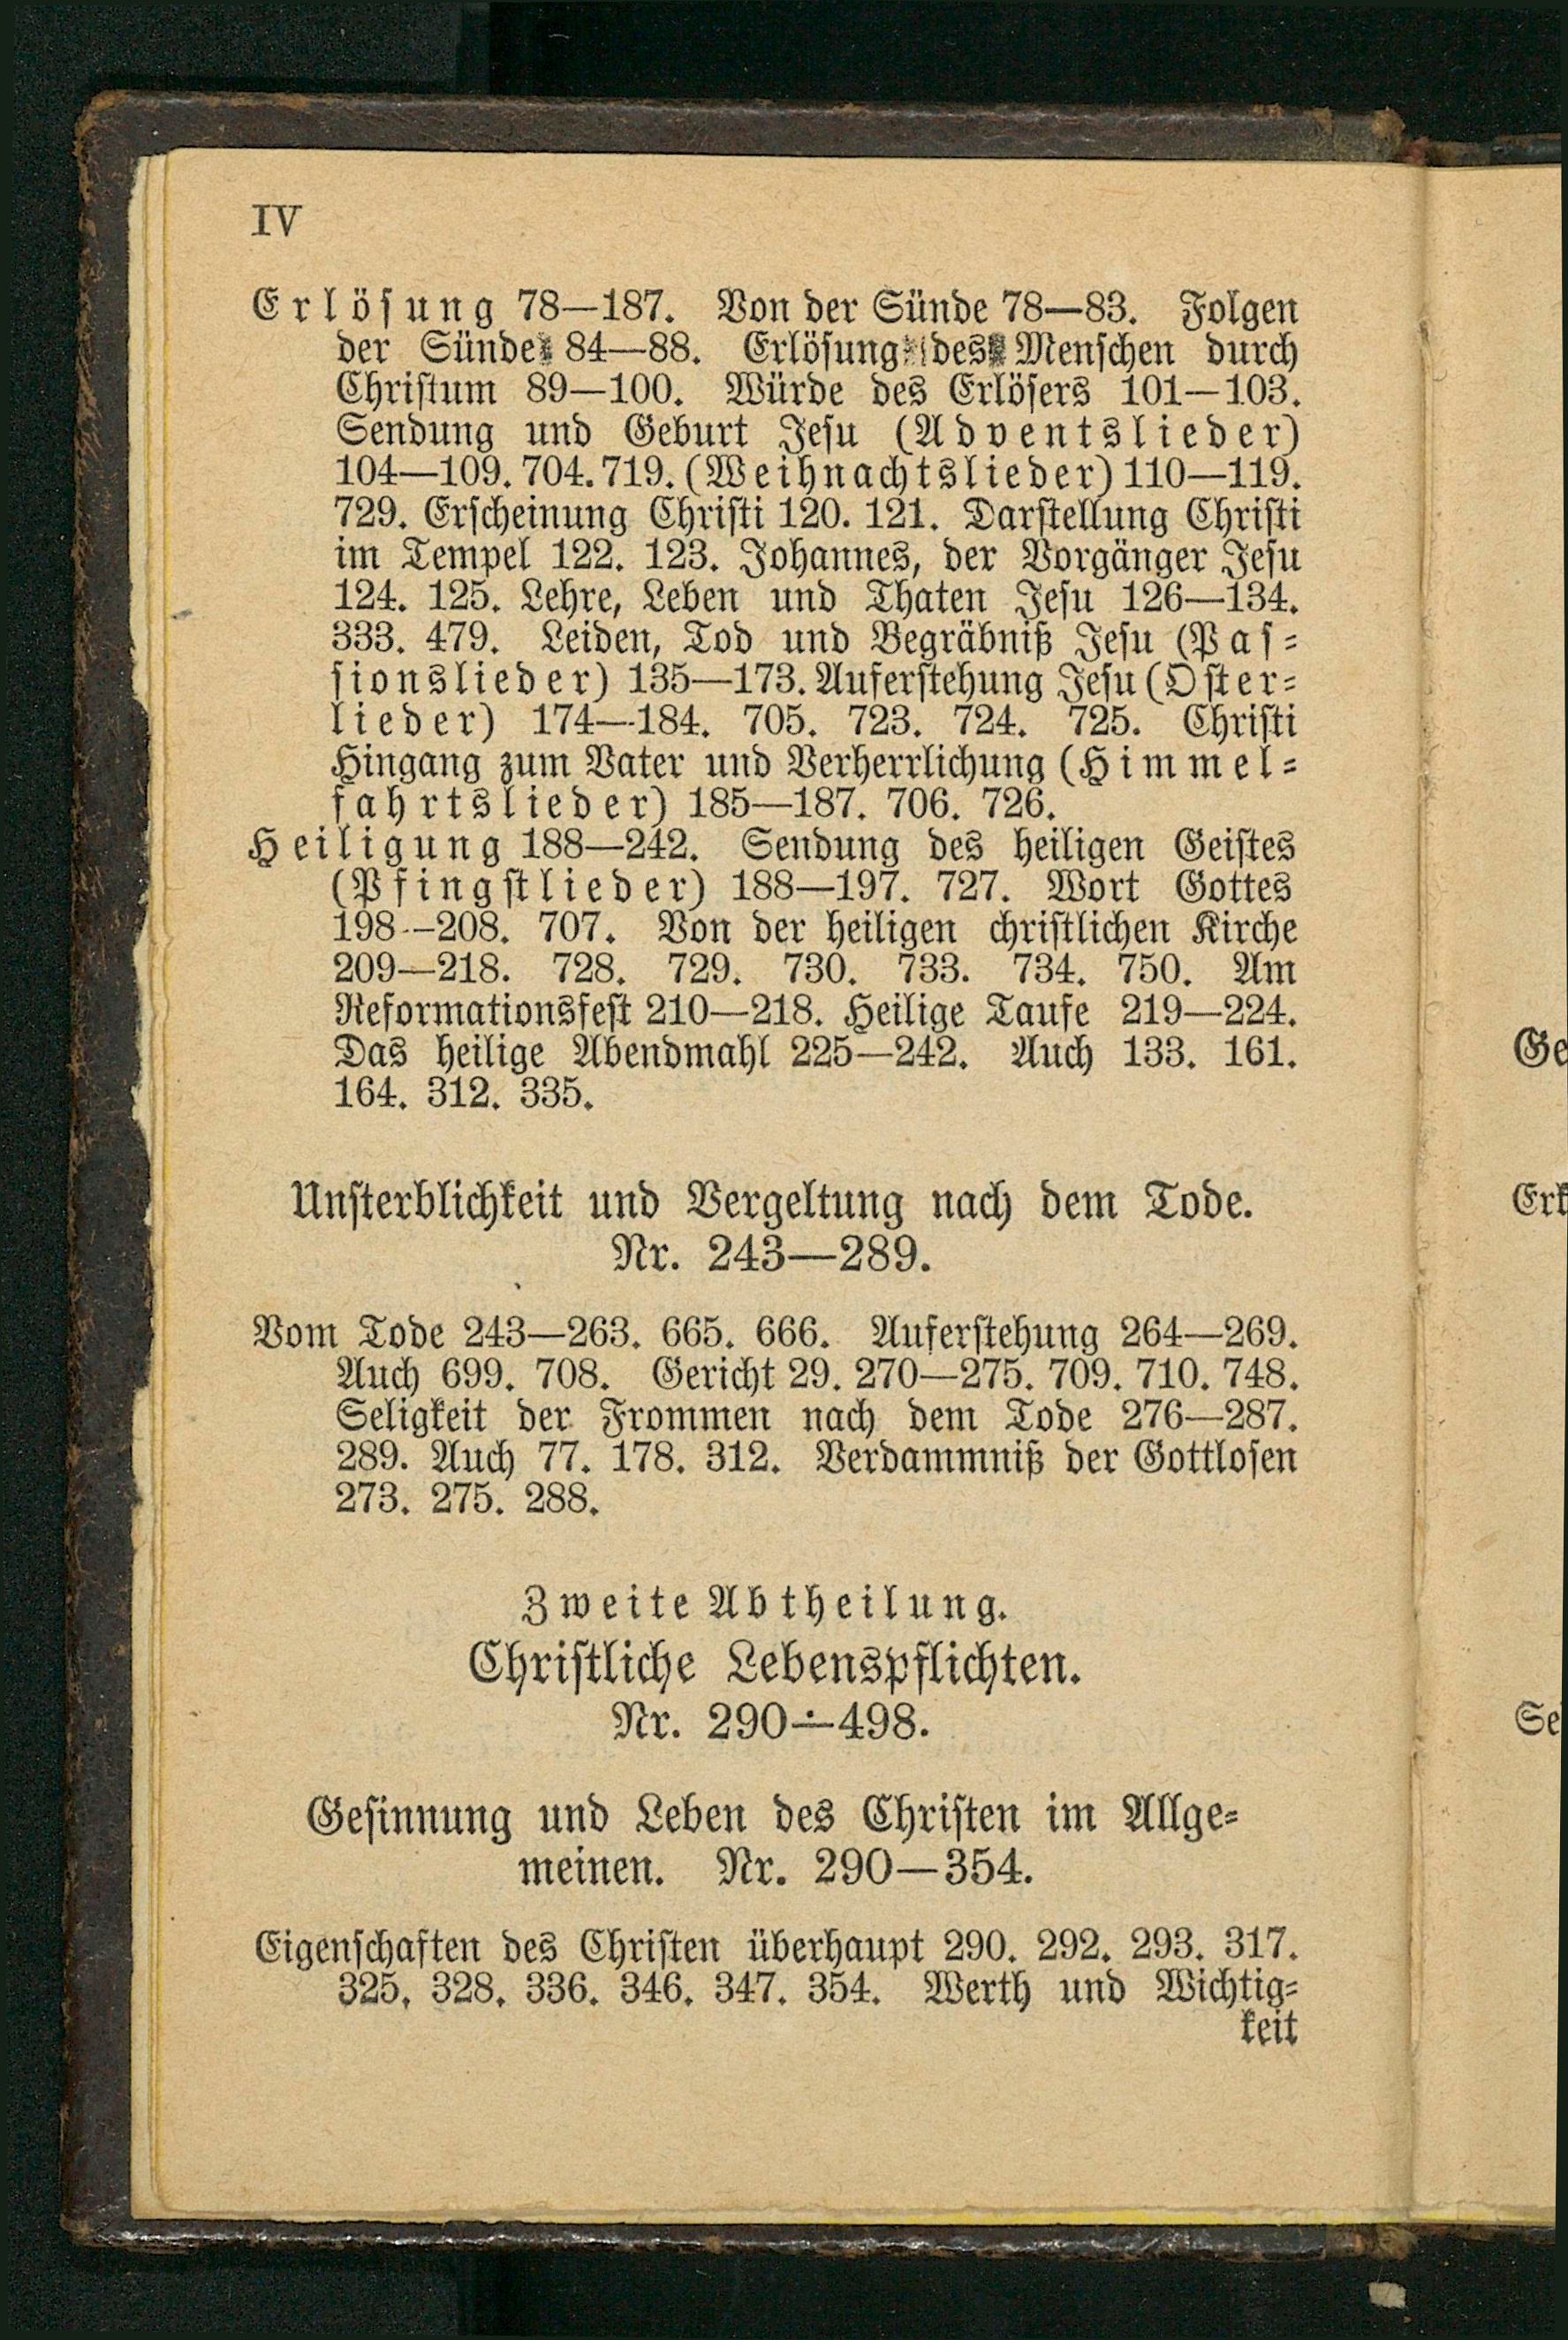 IV
Erlösung 78—187. Von der Sünde 78—83. Folgen
der Sünde 84—88. Erlösung des Menschen durch
Christum 89—100. Würde des Erlösers 101—103.
Sendung und Geburt Jesu (Adventslieder)
104—109. 704. 719. (Weihnachtslieder) 110—119.
729. Erscheinung Christi 120. 121. Darstellung Christi
im Tempel 122. 123. Johannes, der Vorgänger Jesu
124. 125. Lehre, Leben und Thaten Jesu 126—134.
333. 479. Leiden, Tod und Begräbniß Jesu (Pas-
sionslieder) 135—173. Auferstehung Jesu (Oster-
lieder) 174—184. 705. 723. 724. 725. Christi
Hingang zum Vater und Verherrlichung (Himmel-
fahrtslieder) 185—187. 706. 726.
Heiligung 188—242. Sendung des heiligen Geistes
(Pfingstlieder) 188—197. 727. Wort Gottes
198—208. 707. Von der heiligen christlichen Kirche
209—218. 728. 729. 730. 733. 734. 750. Am
Reformationsfest 210—218. Heilige Taufe 219—224.
Das heilige Abendmahl 225—242. Auch 133. 161.
164. 312. 335.
Unsterblichkeit und Vergeltung nach dem Tode.
Nr. 243—289.
Vom Tode 243—263. 665. 666. Auferstehung 264—269.
Auch 699. 708. Gericht 29. 270—275. 709. 710. 748.
Seligkeit der Frommen nach dem Tode 276—287.
289. Auch 77. 178. 312. Verdammniß der Gottlosen
273. 275. 288.
Zweite Abtheilung.
Christliche Lebenspflichten.
Nr. 290—498.
Gesinnung und Leben des Christen im Allge-
meinen. Nr. 290—354.
Eigenschaften des Christen überhaupt 290. 292. 293. 317.
325. 328. 336. 346. 347. 354. Werth und Wichtig-
keit
Ge
Erk
Se